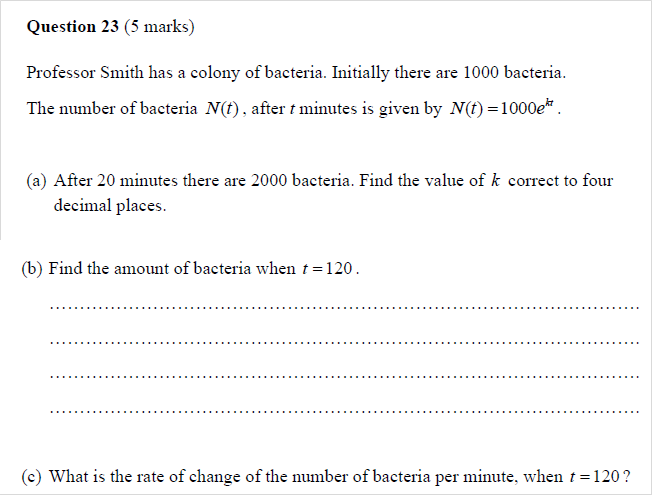 Question 23 (5 marks)
Professor Smith has a colony of bacteria. Initially there are 1000 bacteria.
The number of bacteria N(t), after t minutes is given by N(t) = 1000e^{kt}.
(a) After 20 minutes there are 2000 bacteria. Find the value of k correct to four
decimal places.
(b) Find the amount of bacteria when t = 120.
(c) What is the rate of change of the number of bacteria per minute, when t = 120?